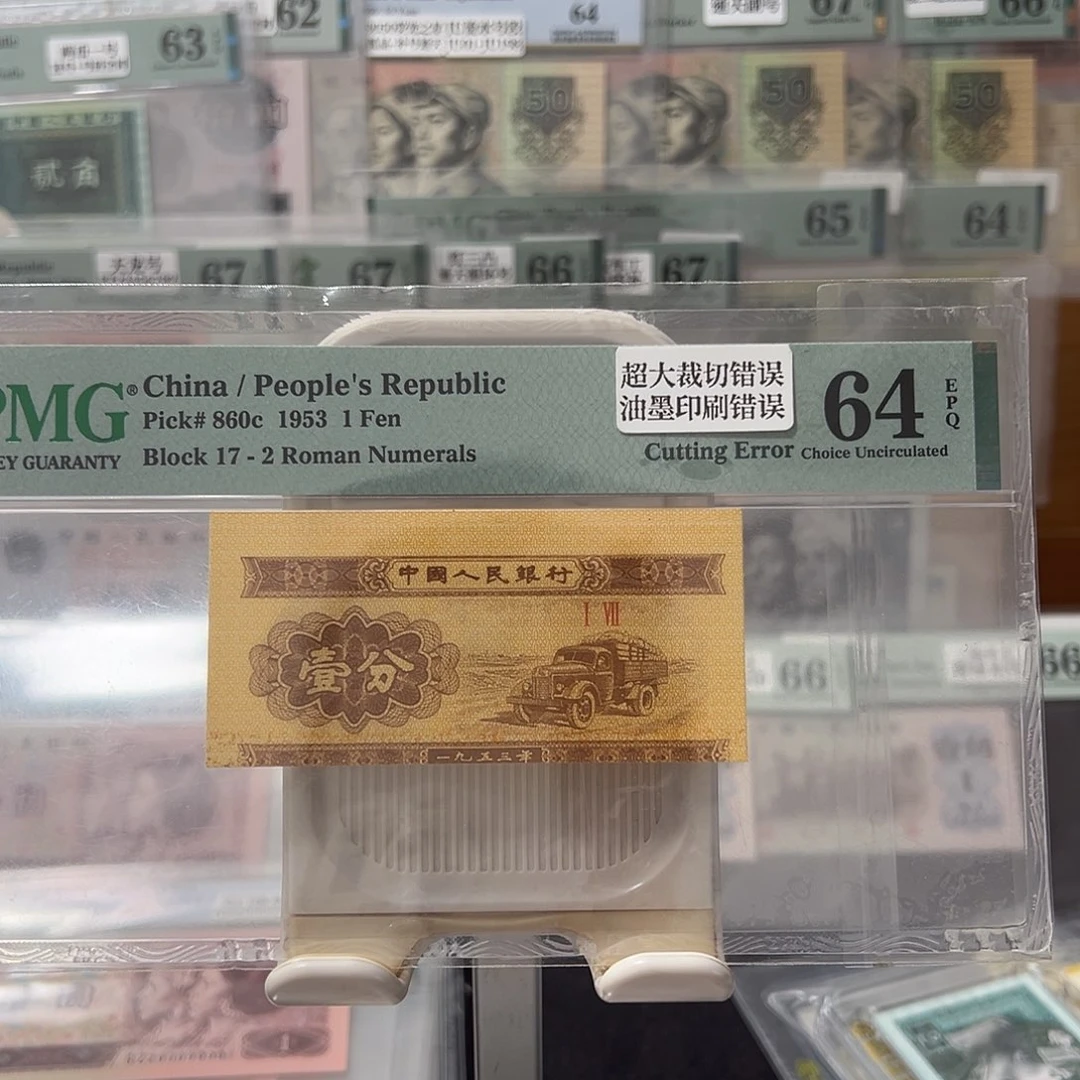 63
62
64
67
66
贰角
50
50
50
65
64
67
67
66
67
PMG® China / People's Republic
Pick# 860c 1953 1 Fen
EY GUARANTY Block 17 - 2 Roman Numerals
超大裁切错误
油墨印刷错误
Cutting Error
64 EPQ
Choice Uncirculated
中國人民銀行
I VII
壹分
一九五三年
66
66